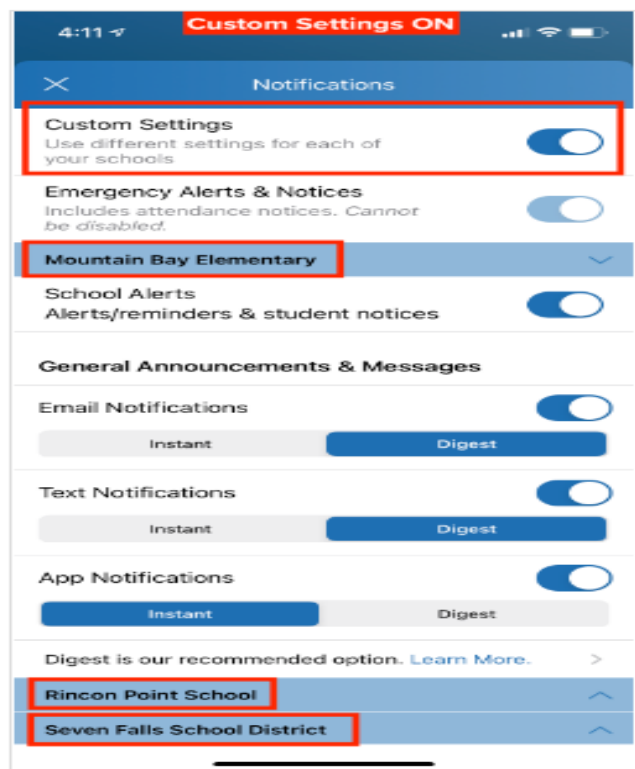 Custom Settings ON
4:11
Notifications
Custom Settings
Use different settings for each of
your schools
Emergency Alerts & Notices
Includes attendance notices. Cannot
be disabled.
Mountain Bay Elementary
School Alerts
Alerts/reminders & student notices
General Announcements & Messages
Email Notifications
Instant Digest
Text Notifications
Instant Digest
App Notifications
Instant Digest
Digest is our recommended option. Learn More.
Rincon Point School
Seven Falls School District